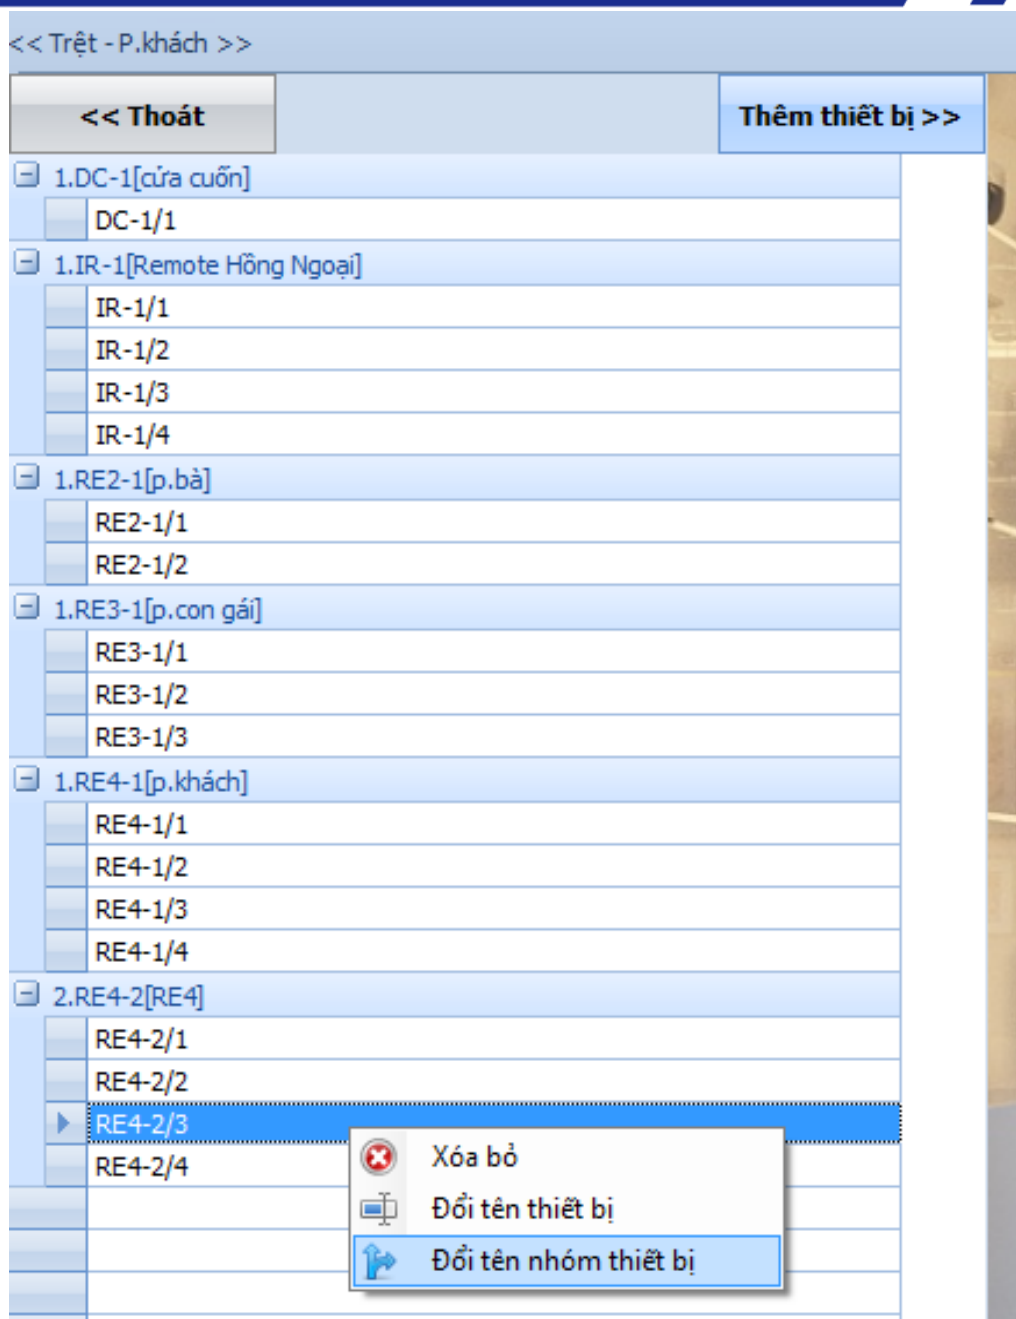 << Trệt - P.khách >>
<< Thoát
Thêm thiết bị >>
1.DC-1[cửa cuốn]
DC-1/1
1.IR-1[Remote Hồng Ngoại]
IR-1/1
IR-1/2
IR-1/3
IR-1/4
1.RE2-1[p.bà]
RE2-1/1
RE2-1/2
1.RE3-1[p.con gái]
RE3-1/1
RE3-1/2
RE3-1/3
1.RE4-1[p.khách]
RE4-1/1
RE4-1/2
RE4-1/3
RE4-1/4
2.RE4-2[RE4]
RE4-2/1
RE4-2/2
RE4-2/3
RE4-2/4
Xóa bỏ
Đổi tên thiết bị
Đổi tên nhóm thiết bị